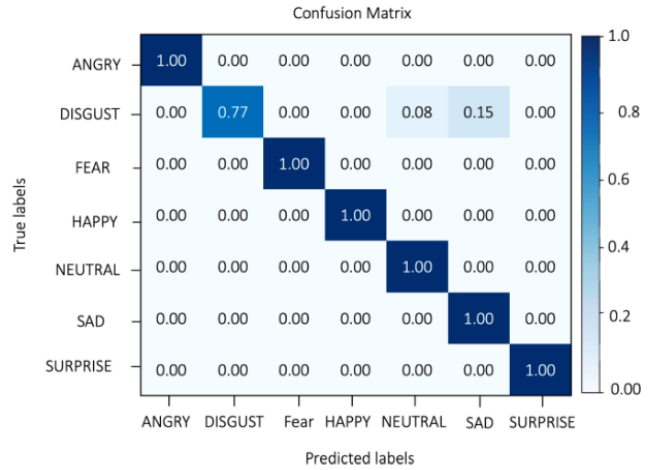 Confusion Matrix
ANGRY 1.00 0.00 0.00 0.00 0.00 0.00 0.00
DISGUST 0.00 0.77 0.00 0.00 0.08 0.15 0.00
FEAR 0.00 0.00 1.00 0.00 0.00 0.00 0.00
HAPPY 0.00 0.00 0.00 1.00 0.00 0.00 0.00
NEUTRAL 0.00 0.00 0.00 0.00 1.00 0.00 0.00
SAD 0.00 0.00 0.00 0.00 0.00 1.00 0.00
SURPRISE 0.00 0.00 0.00 0.00 0.00 0.00 1.00
ANGRY DISGUST Fear HAPPY NEUTRAL SAD SURPRISE
Predicted labels
True labels
1.0
0.8
0.6
0.4
0.2
0.00